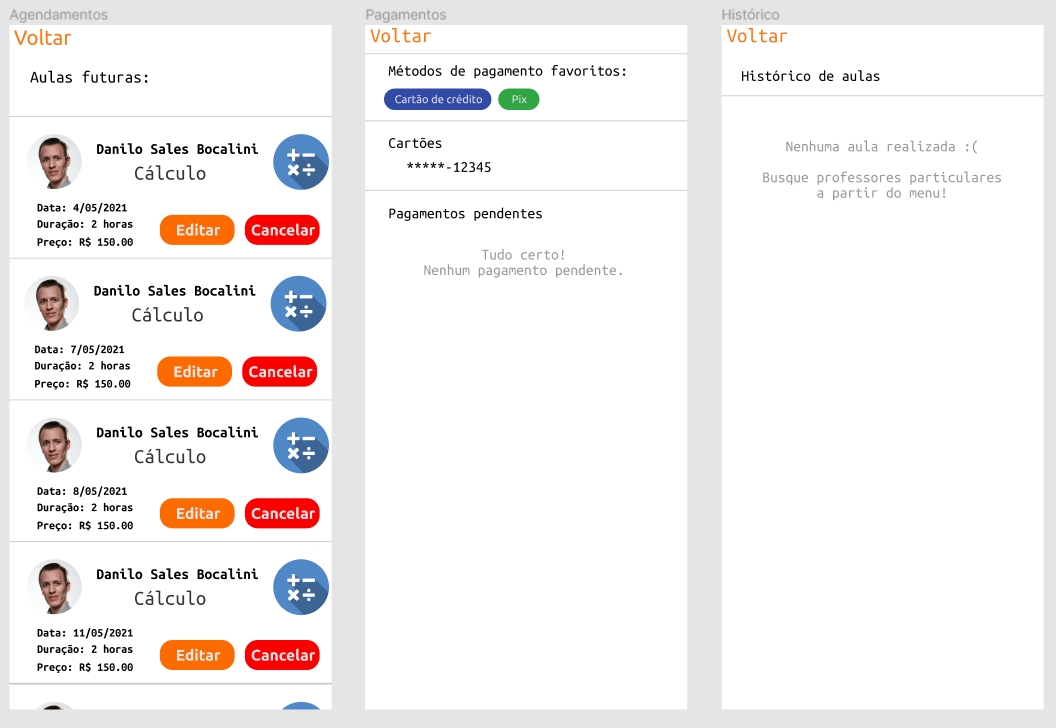 Agendamentos
Voltar
Aulas futuras:
Danilo Sales Bocalini
Cálculo
Data: 4/05/2021
Duração: 2 horas
Preço: R$ 150.00
Editar
Cancelar
Danilo Sales Bocalini
Cálculo
Data: 7/05/2021
Duração: 2 horas
Preço: R$ 150.00
Editar
Cancelar
Danilo Sales Bocalini
Cálculo
Data: 8/05/2021
Duração: 2 horas
Preço: R$ 150.00
Editar
Cancelar
Danilo Sales Bocalini
Cálculo
Data: 11/05/2021
Duração: 2 horas
Preço: R$ 150.00
Editar
Cancelar
Pagamentos
Voltar
Métodos de pagamento favoritos:
Cartão de crédito
Pix
Cartões
*****-12345
Pagamentos pendentes
Tudo certo!
Nenhum pagamento pendente.
Histórico
Voltar
Histórico de aulas
Nenhuma aula realizada :(
Busque professores particulares
a partir do menu!